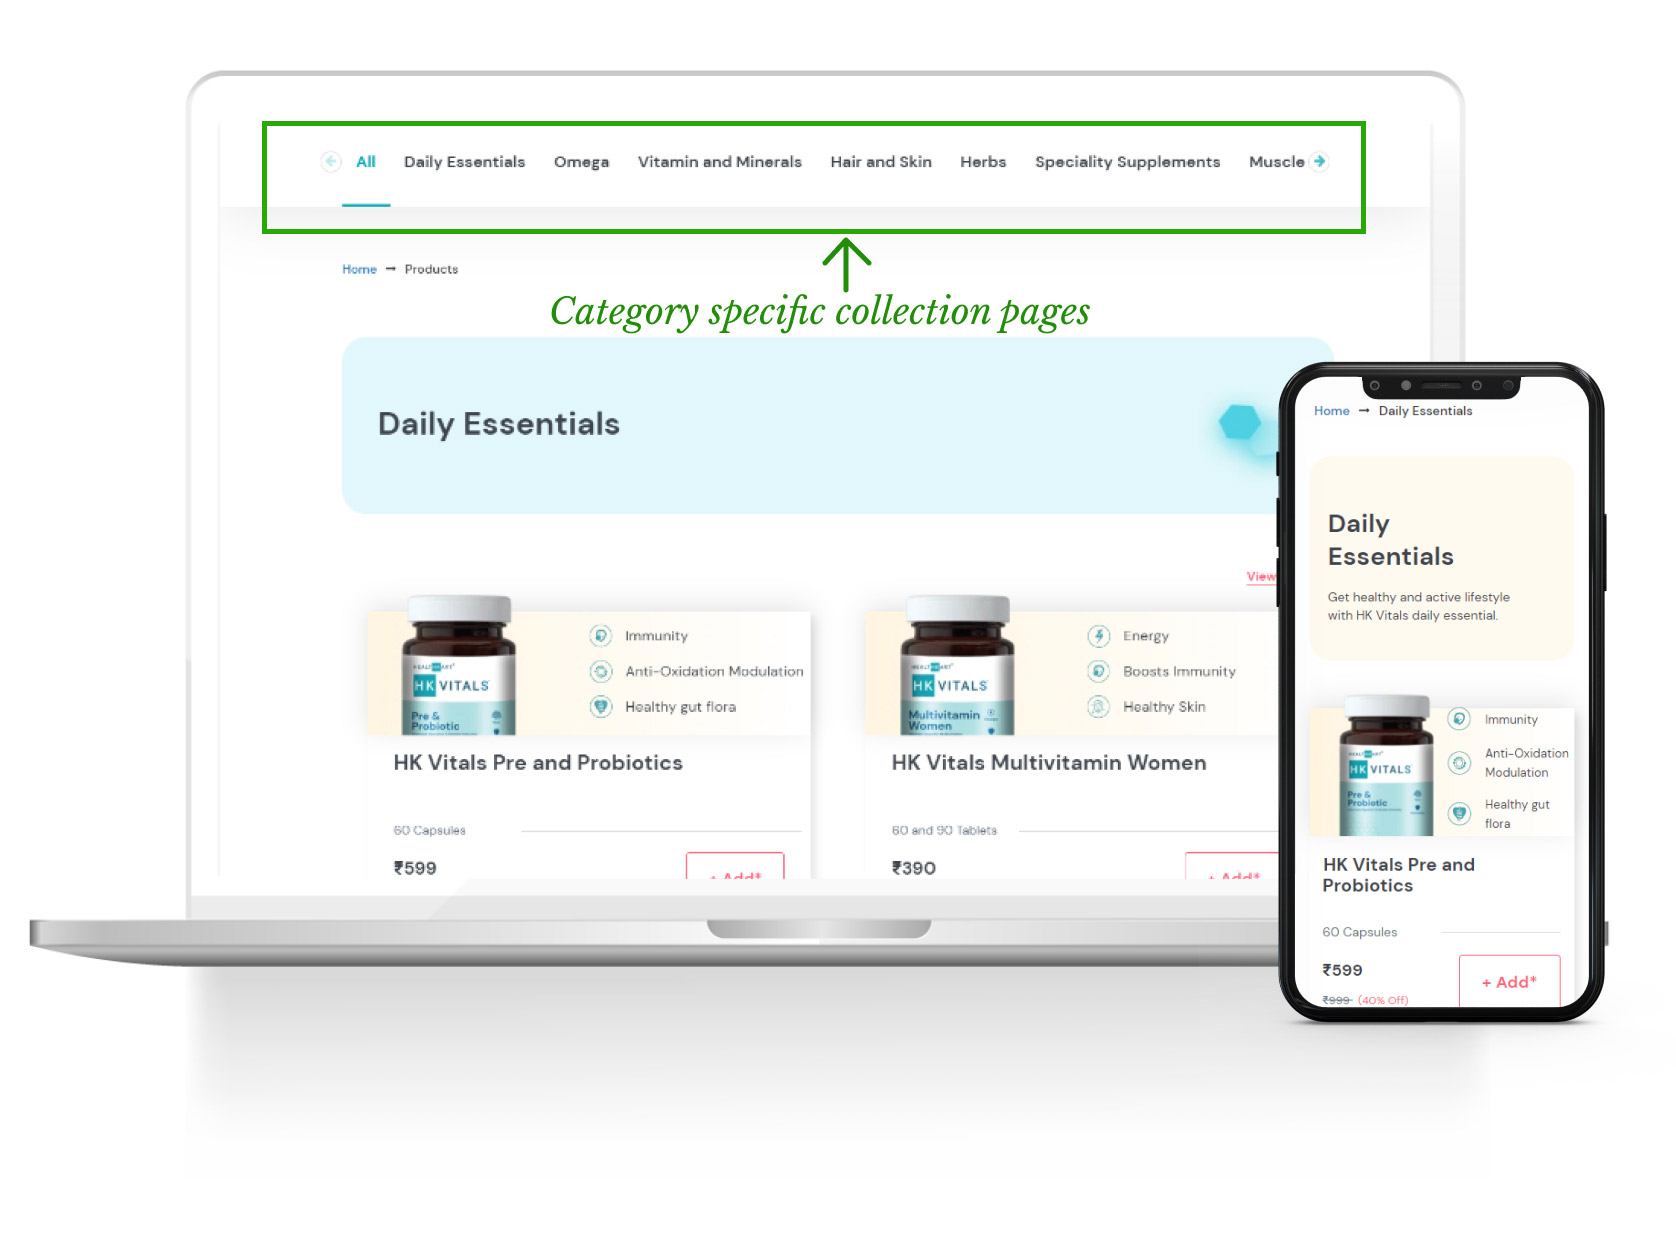 All Daily Essentials Omega Vitamin and Minerals Hair and Skin Herbs Speciality Supplements Muscle
Home → Products
Category specific collection pages
Daily Essentials
View
HEALTHKART
HK VITALS
Pre &
Probiotic
Immunity
Anti-Oxidation Modulation
Healthy gut flora
HK Vitals Pre and Probiotics
60 Capsules
₹599
+ Add*
HEALTHKART
HK VITALS
Multivitamin
Women
Energy
Boosts Immunity
Healthy Skin
HK Vitals Multivitamin Women
60 and 90 Tablets
₹390
+ Add*
Home → Daily Essentials
Daily
Essentials
Get healthy and active lifestyle
with HK Vitals daily essential.
HEALTHKART
HK VITALS
Pre &
Probiotic
Immunity
Anti-Oxidation
Modulation
Healthy gut
flora
HK Vitals Pre and
Probiotics
60 Capsules
₹599
+ Add*
₹999 (40% Off)